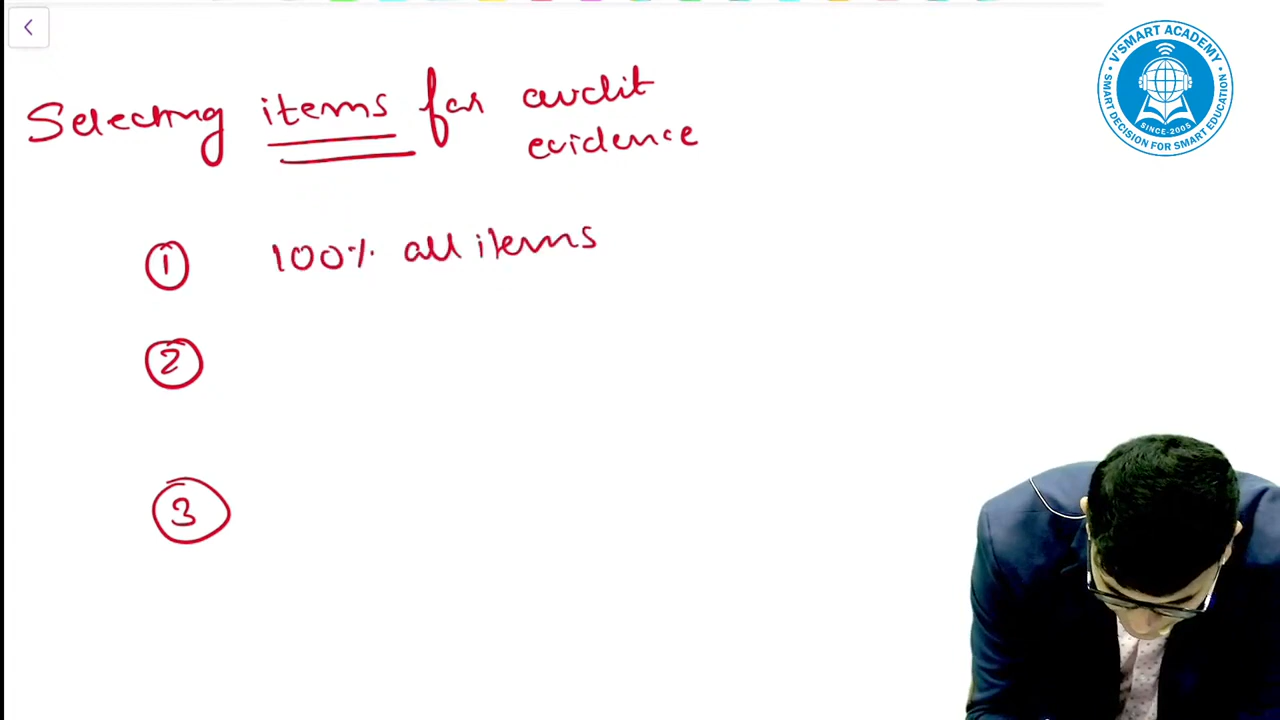 Selecting items for audit
evidence
① 100% all items
②
③
V'SMART ACADEMY
SMART DECISION FOR SMART EDUCATION
SINCE-2005